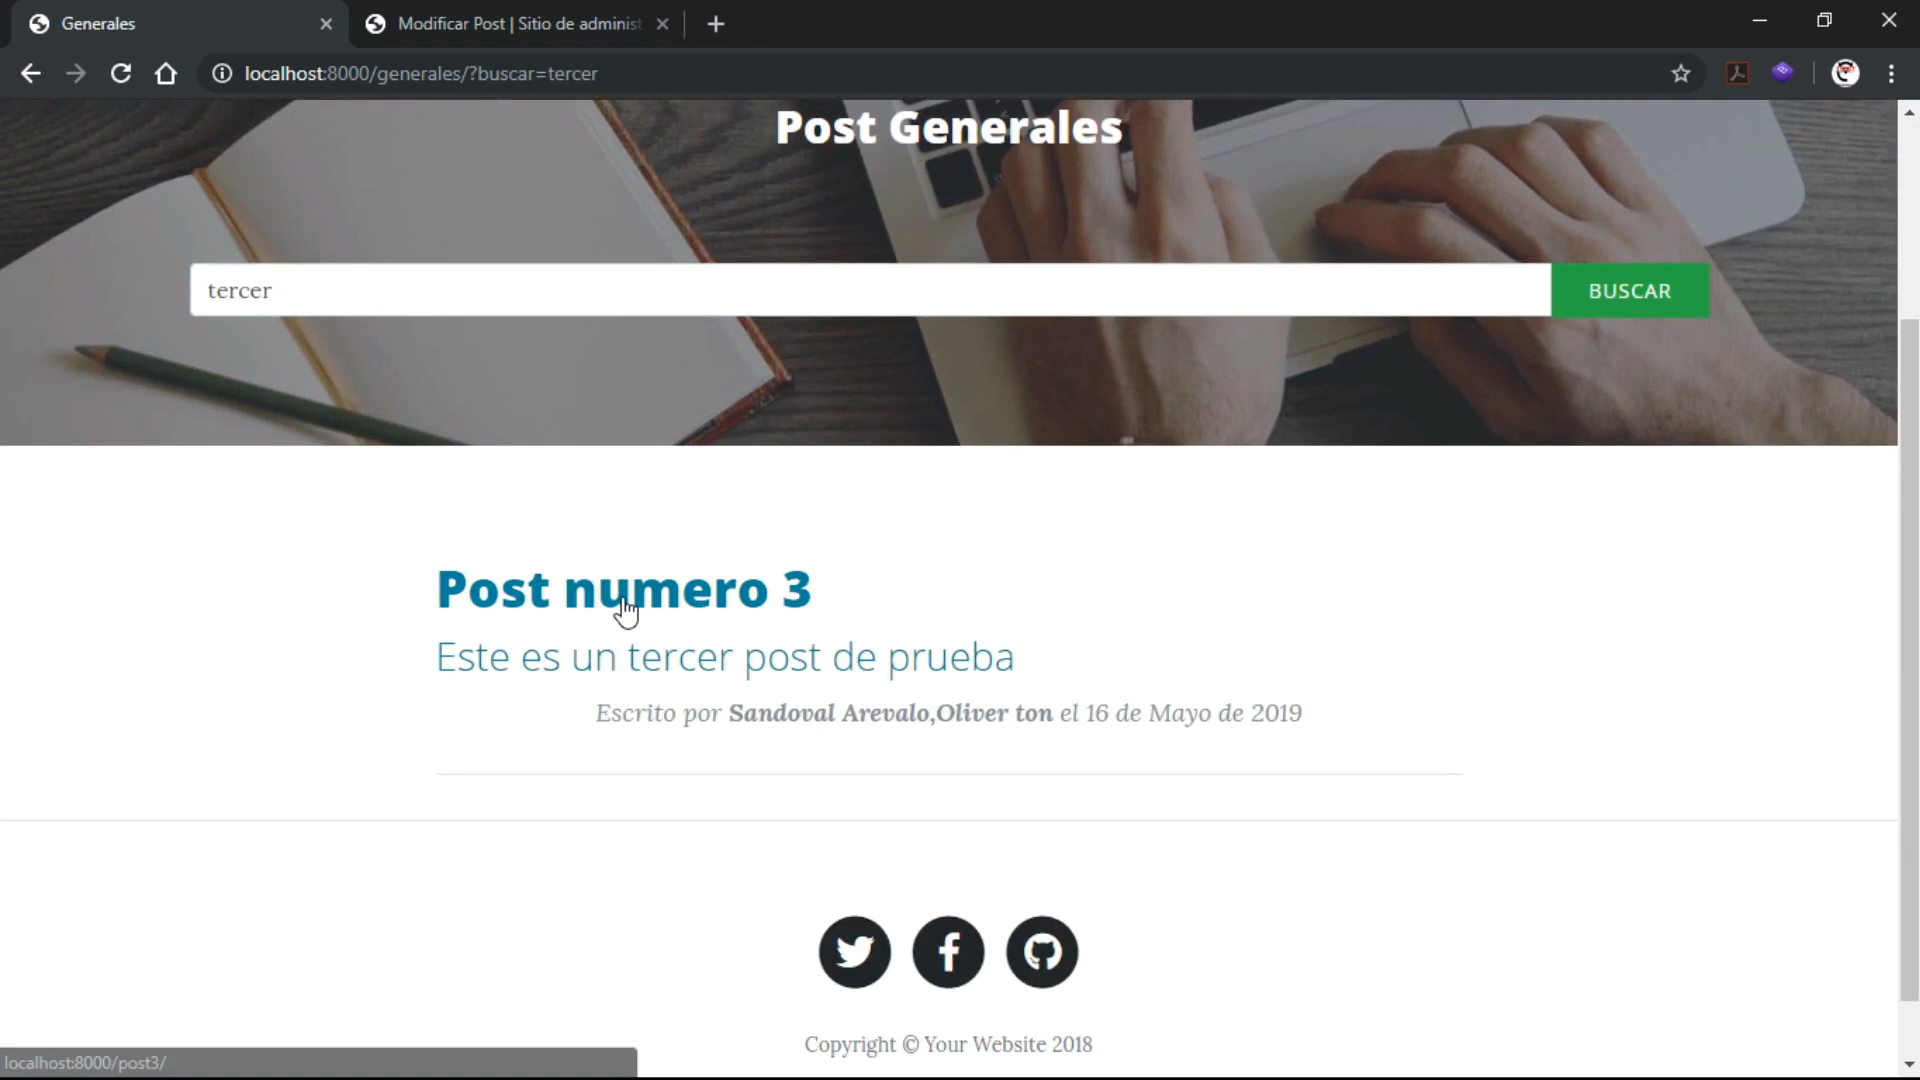 Generales
Modificar Post | Sitio de administ
localhost:8000/generales/?buscar=tercer
Post Generales
tercer
BUSCAR
Post numero 3
Este es un tercer post de prueba
Escrito por Sandoval Arevalo,Oliver ton el 16 de Mayo de 2019
Copyright © Your Website 2018
localhost:8000/post3/